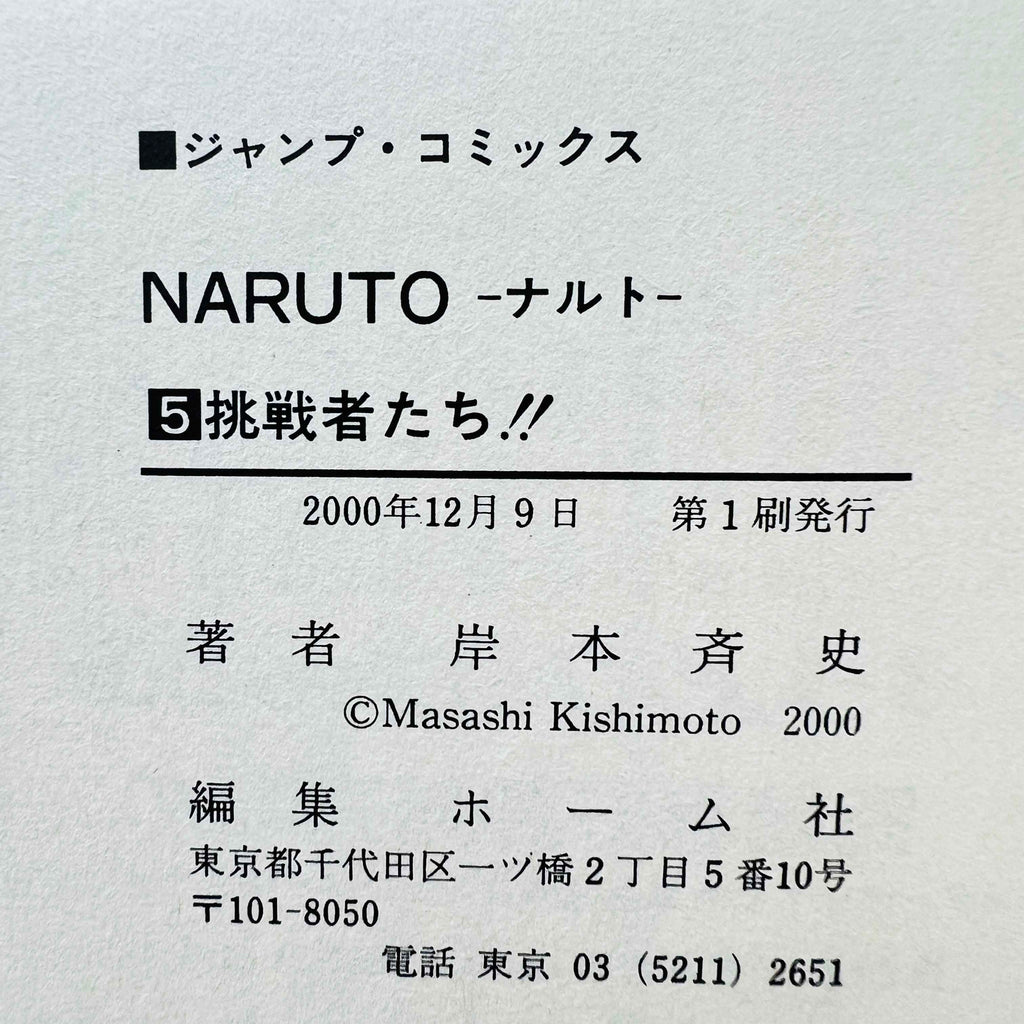 ■ジャンプ・コミックス
NARUTO -ナルト-
5挑戦者たち!!
2000年12月9日 第1刷発行
著者 岸本斉史
©Masashi Kishimoto 2000
編集 ホーム社
東京都千代田区一ツ橋2丁目5番10号
〒101-8050
電話 東京 03 (5211) 2651